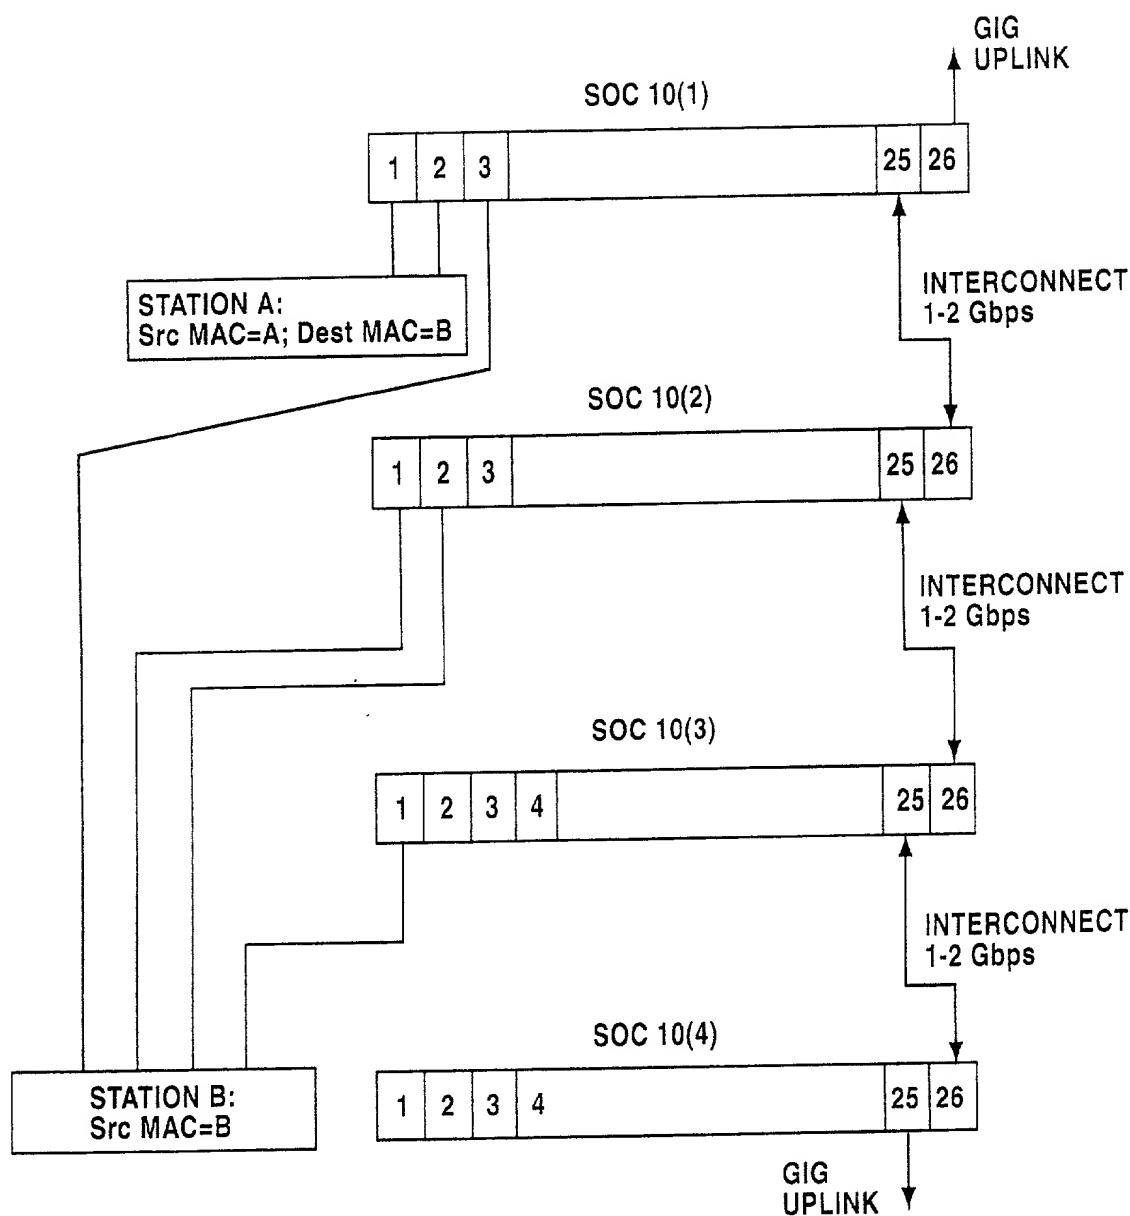 GIG
UPLINK
SOC 10(1)
1 2 3 25 26
INTERCONNECT
1-2 Gbps
STATION A:
Src MAC=A; Dest MAC=B
SOC 10(2)
1 2 3 25 26
INTERCONNECT
1-2 Gbps
SOC 10(3)
1 2 3 4 25 26
INTERCONNECT
1-2 Gbps
SOC 10(4)
1 2 3 4 25 26
STATION B:
Src MAC=B
GIG
UPLINK